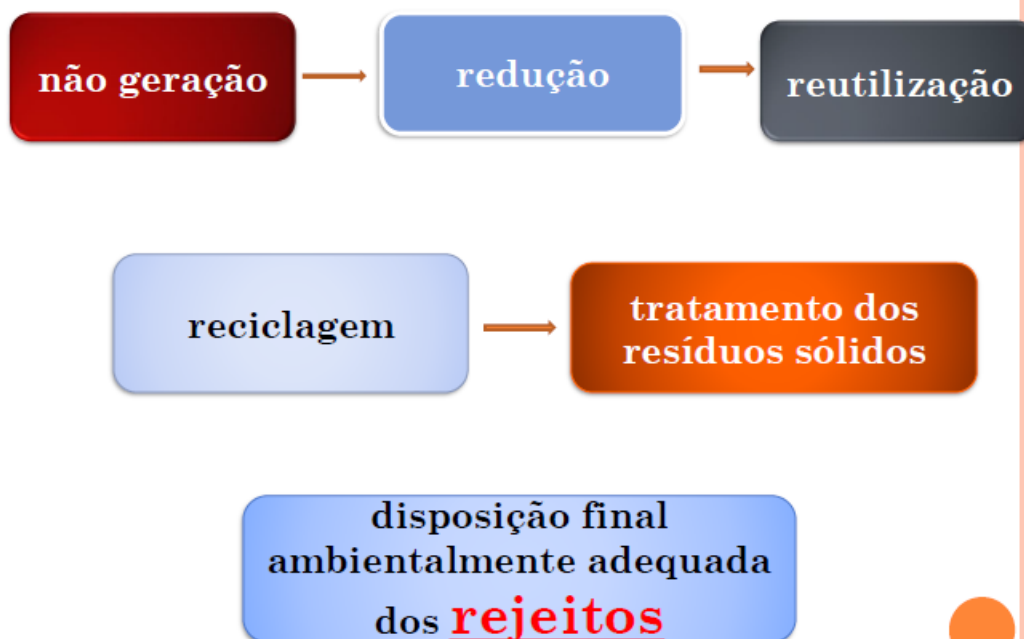 não geração
redução
reutilização
reciclagem
tratamento dos
resíduos sólidos
disposição final
ambientalmente adequada
dos rejeitos